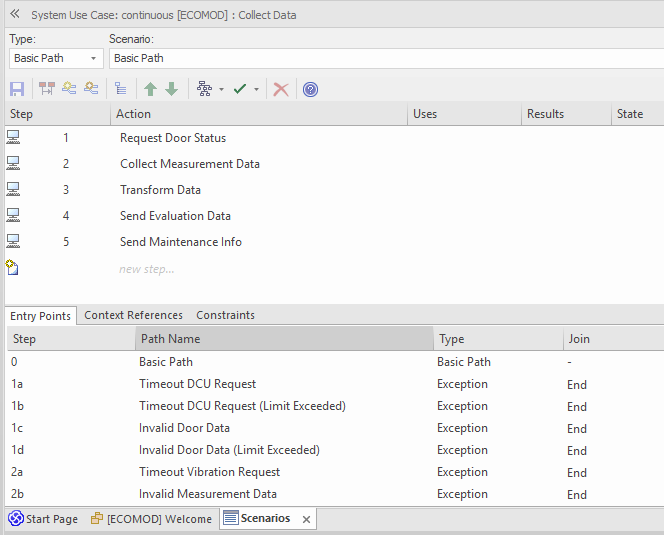 System Use Case: continuous [ECOMOD] : Collect Data
Type: Scenario:
Basic Path Basic Path
Step Action Uses Results State
1 Request Door Status
2 Collect Measurement Data
3 Transform Data
4 Send Evaluation Data
5 Send Maintenance Info
new step...
Entry Points Context References Constraints
Step Path Name Type Join
0 Basic Path Basic Path -
1a Timeout DCU Request Exception End
1b Timeout DCU Request (Limit Exceeded) Exception End
1c Invalid Door Data Exception End
1d Invalid Door Data (Limit Exceeded) Exception End
2a Timeout Vibration Request Exception End
2b Invalid Measurement Data Exception End
Start Page [ECOMOD] Welcome Scenarios